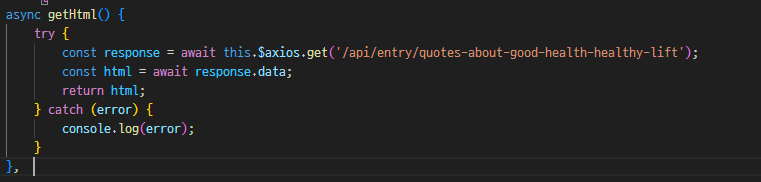 async getHtml() {
try {
const response = await this.$axios.get('/api/entry/quotes-about-good-health-healthy-lift');
const html = await response.data;
return html;
} catch (error) {
console.log(error);
}
},